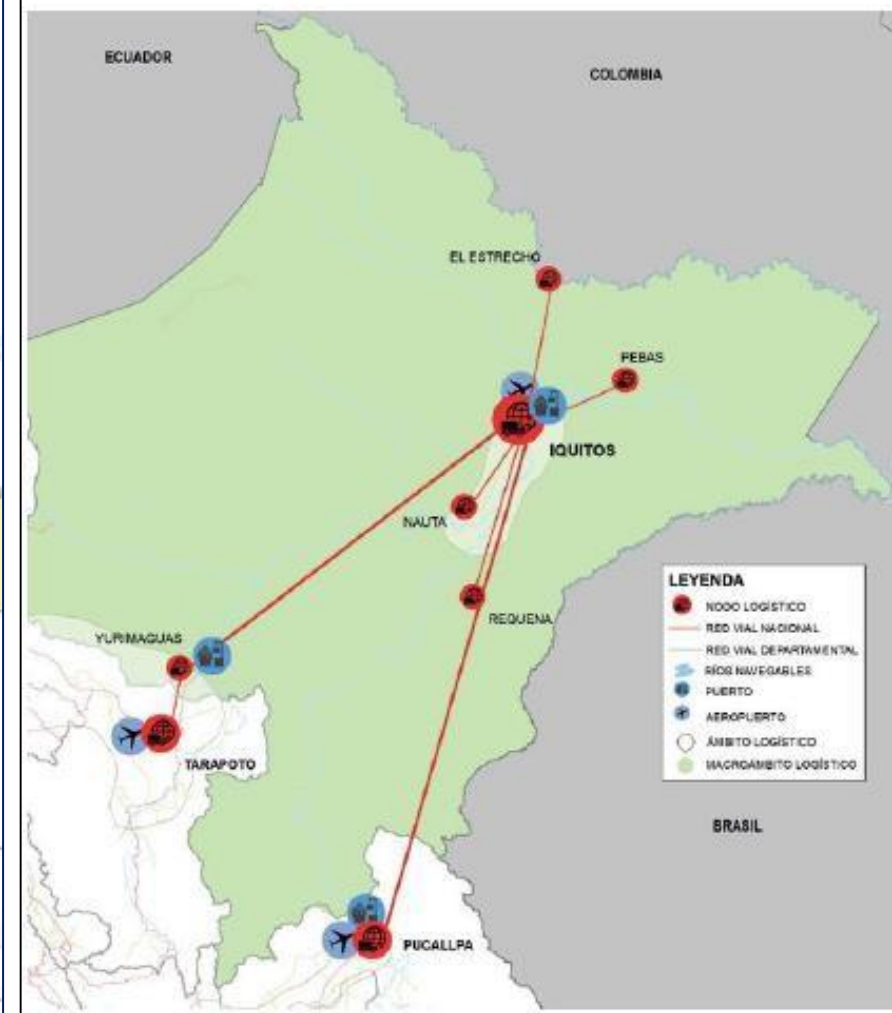 ECUADOR
COLOMBIA
EL ESTRECHO
PEBAS
IQUITOS
NAUTA
REQUENA
YURIMAGUAS
TARAPOTO
PUCALLPA
BRASIL
LEYENDA
NODO LOGÍSTICO
RED VIAL NACIONAL
RED VIAL DEPARTAMENTAL
RÍOS NAVEGABLES
PUERTO
AEROPUERTO
ÁMBITO LOGÍSTICO
MACROÁMBITO LOGÍSTICO